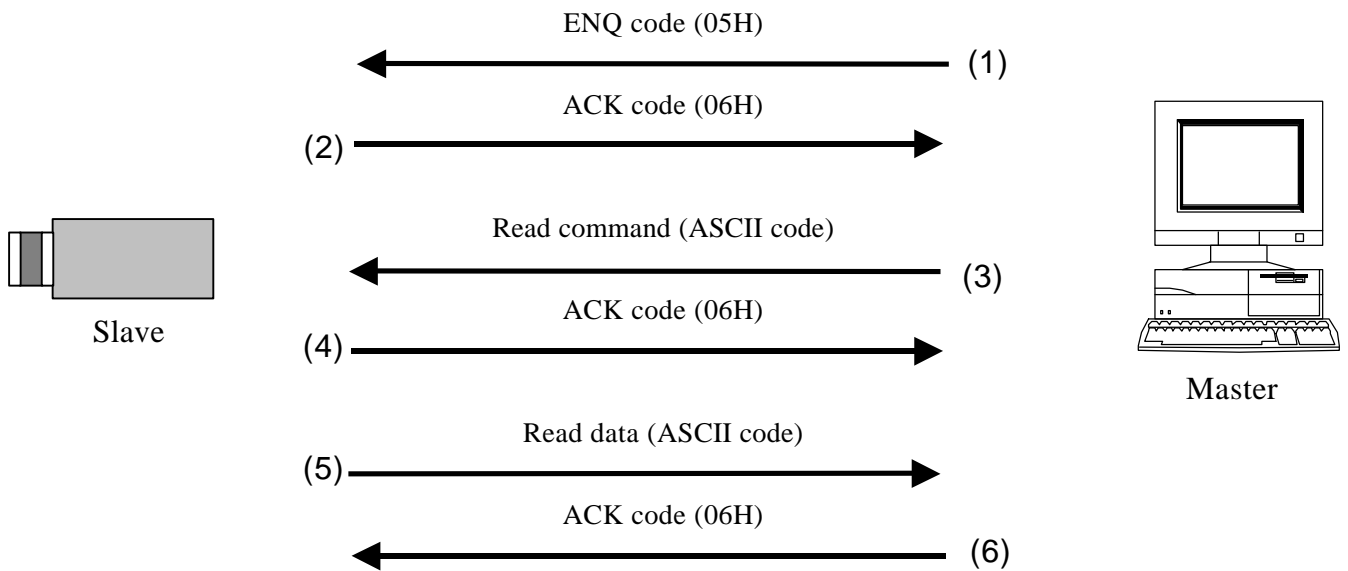 ENQ code (05H)
(1)
ACK code (06H)
(2)
Read command (ASCII code)
(3)
Slave
ACK code (06H)
(4)
Master
Read data (ASCII code)
(5)
ACK code (06H)
(6)